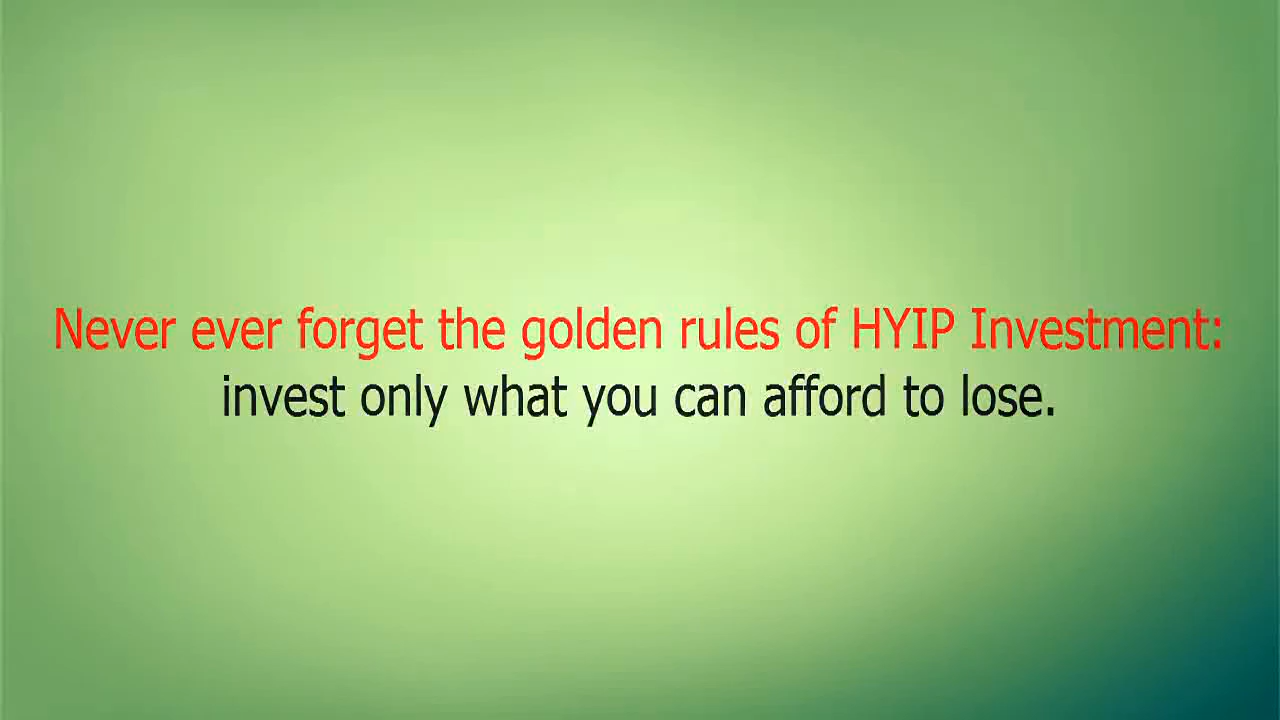 Never ever forget the golden rules of HYIP Investment:
invest only what you can afford to lose.